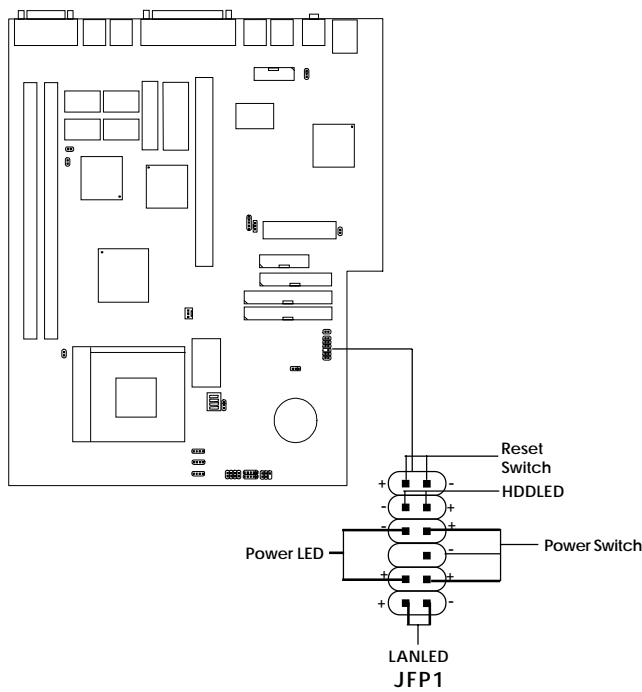 Reset
Switch
+ -
HDDLED
- +
- +
Power LED
-
Power Switch
+ +
+ -
LANLED
JFP1